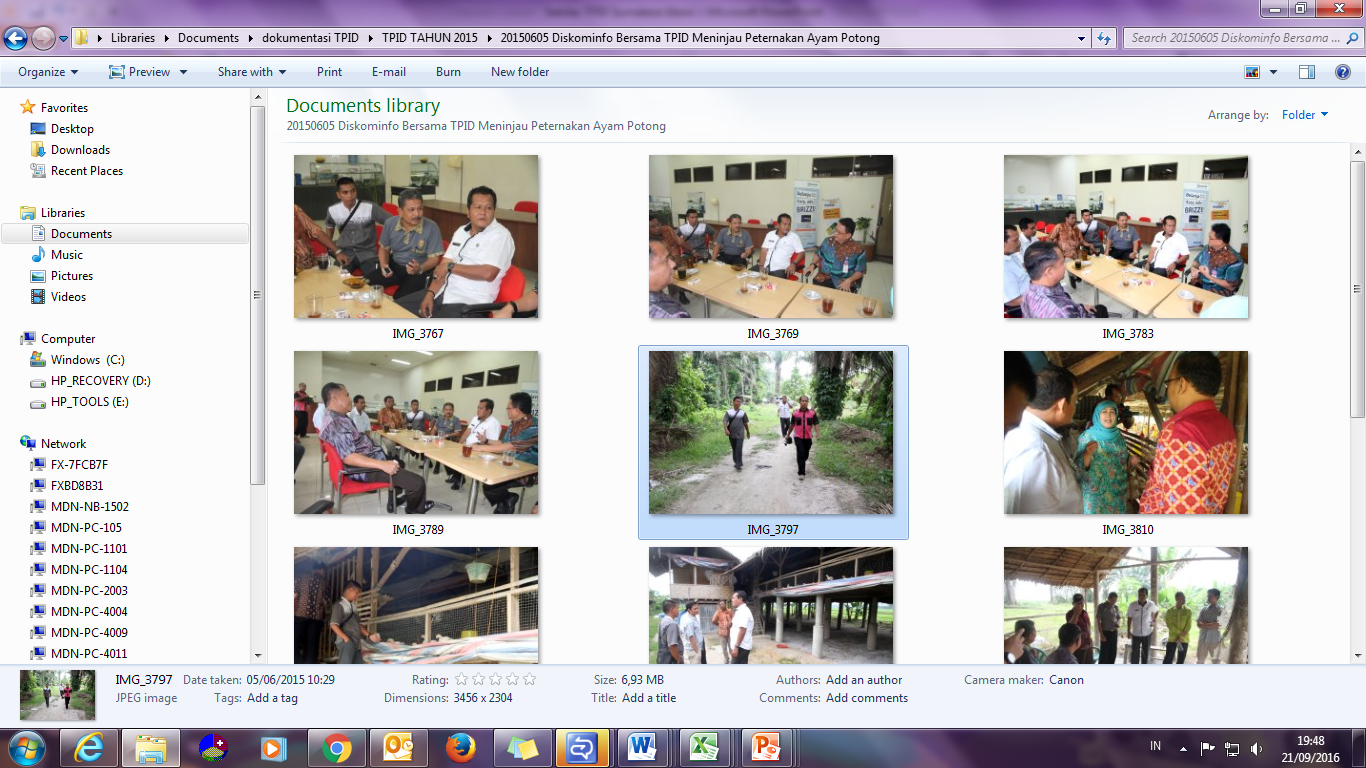 Libraries ▸ Documents ▸ dokumentasi TPID ▸ TPID TAHUN 2015 ▸ 20150605 Diskominfo Bersama TPID Meninjau Peternakan Ayam Potong
Search 20150605 Diskominfo Bersama ...
Organize Preview Share with Print E-mail Burn New folder
Favorites
Desktop
Downloads
Recent Places
Libraries
Documents
Music
Pictures
Videos
Computer
Windows (C:)
HP_RECOVERY (D:)
HP_TOOLS (E:)
Network
FX-7FCB7F
FXBD8B31
MDN-NB-1502
MDN-PC-105
MDN-PC-1101
MDN-PC-1104
MDN-PC-2003
MDN-PC-4004
MDN-PC-4009
MDN-PC-4011
Documents library
20150605 Diskominfo Bersama TPID Meninjau Peternakan Ayam Potong
Arrange by: Folder
BRIZZI
IMG_3767 IMG_3769 IMG_3783
IMG_3789 IMG_3797 IMG_3810
IMG_3797 Date taken: 05/06/2015 10:29 Rating: Size: 6,93 MB Authors: Add an author Camera maker: Canon
JPEG image Tags: Add a tag Dimensions: 3456 x 2304 Title: Add a title Comments: Add comments
IN
19:48
21/09/2016